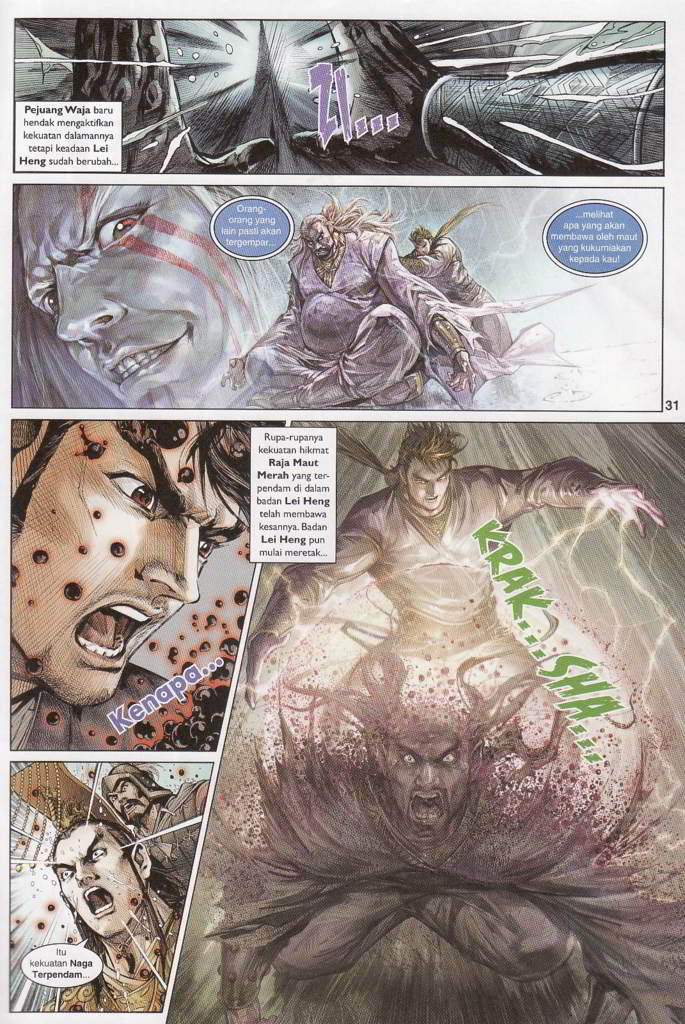 Pejuang Waja baru
hendak mengaktifkan
kekuatan dalamannya
tetapi keadaan Lei
Heng sudah berubah...
ZI...
Orang-
orang yang
lain pasti akan
tergempar...
...melihat
apa yang akan
membawa oleh maut
yang kukurniakan
kepada kau!
31
Kenapa...
Rupa-rupanya
kekuatan hikmat
Raja Maut
Merah yang ter-
pendam di dalam
badan Lei Heng
telah membawa
kesannya. Badan
Lei Heng pun
mulai meretak...
KRAK...SHA...
Itu
kekuatan Naga
Terpendam...